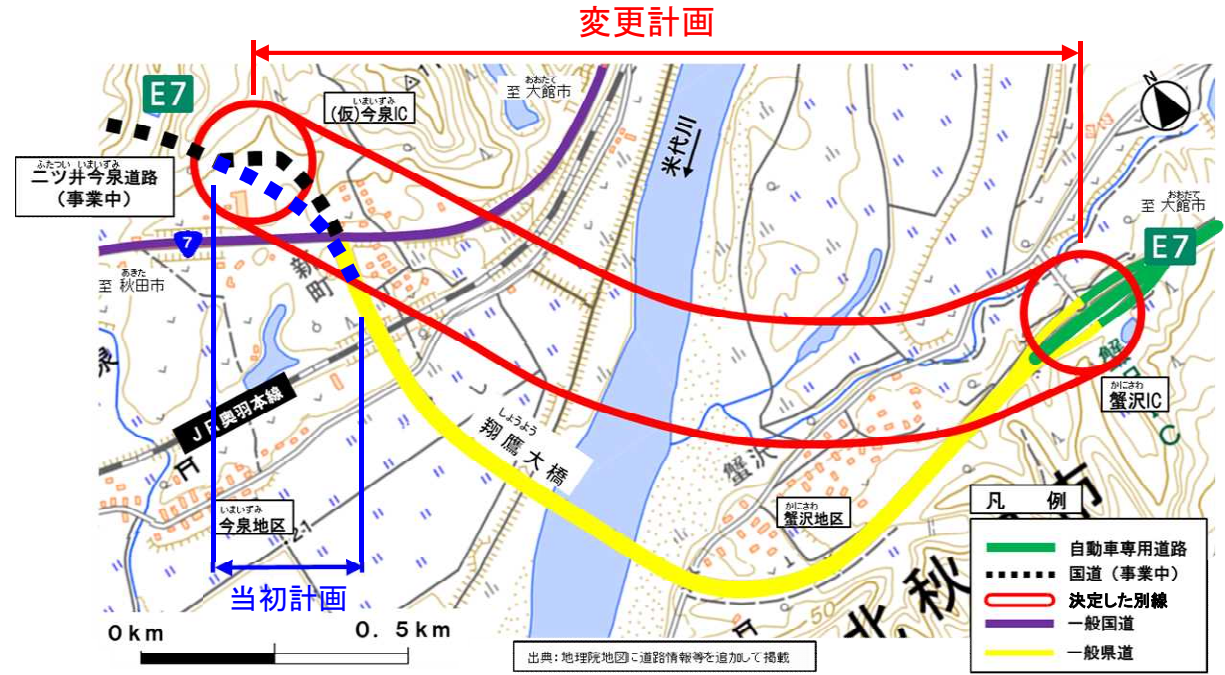 変更計画
E7
いまいずみ
(仮)今泉IC
おおだて
至 大館市
米代川
N
ふたつい いまいずみ
二ツ井今泉道路
(事業中)
おおだて
至 大館市
E7
7
あきた
至 秋田市
新
町
泉
JR奥羽本線
しょうよう
翔鷹大橋
蟹沢
かにさわ
蟹沢IC
いまいずみ
今泉地区
かにさわ
蟹沢地区
当初計画
50
秋
市
凡 例
自動車専用道路
国道(事業中)
決定した別線
一般国道
一般県道
0km
0.5km
出典:地理院地図に道路情報等を追加して掲載